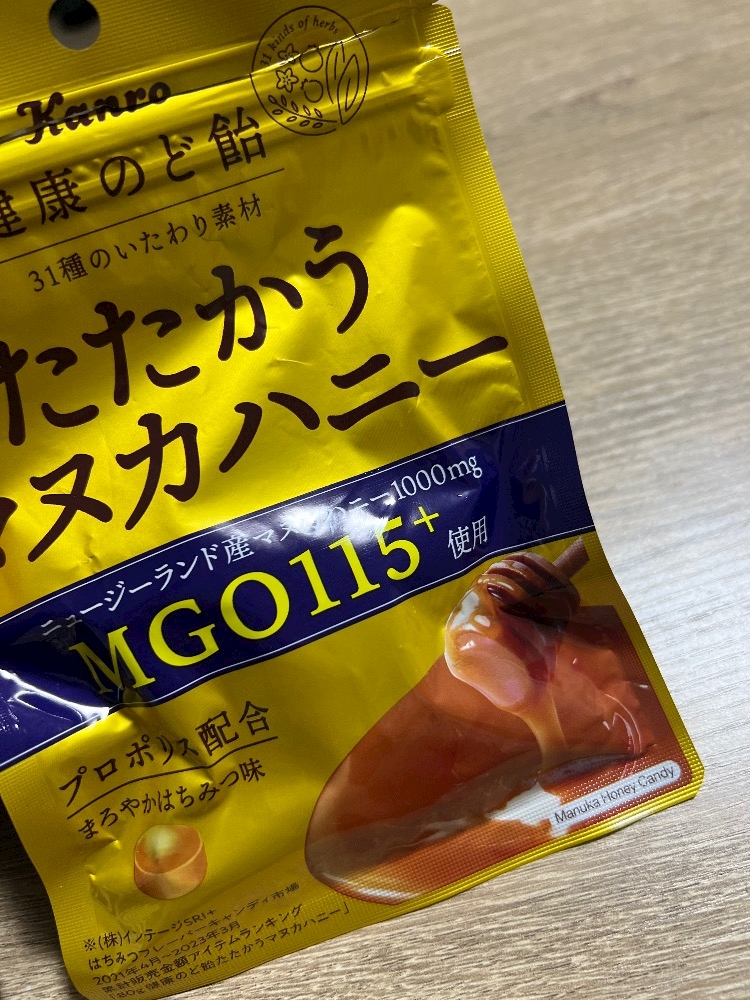 11 kinds of herbs
Kanro
健康のど飴
31種のいたわり素材
たたかう
マヌカハニー
ニュージーランド産マヌカハニー1000mg
MGO115+使用
プロポリス配合
まろやかはちみつ味
Manuka Honey Candy
※(株)インテージSRI+
はちみつフレーバーキャンディ市場
2021年4月~2023年3月
累計販売金額アイテムランキング
「80g 健康のど飴たたかうマヌカハニー」